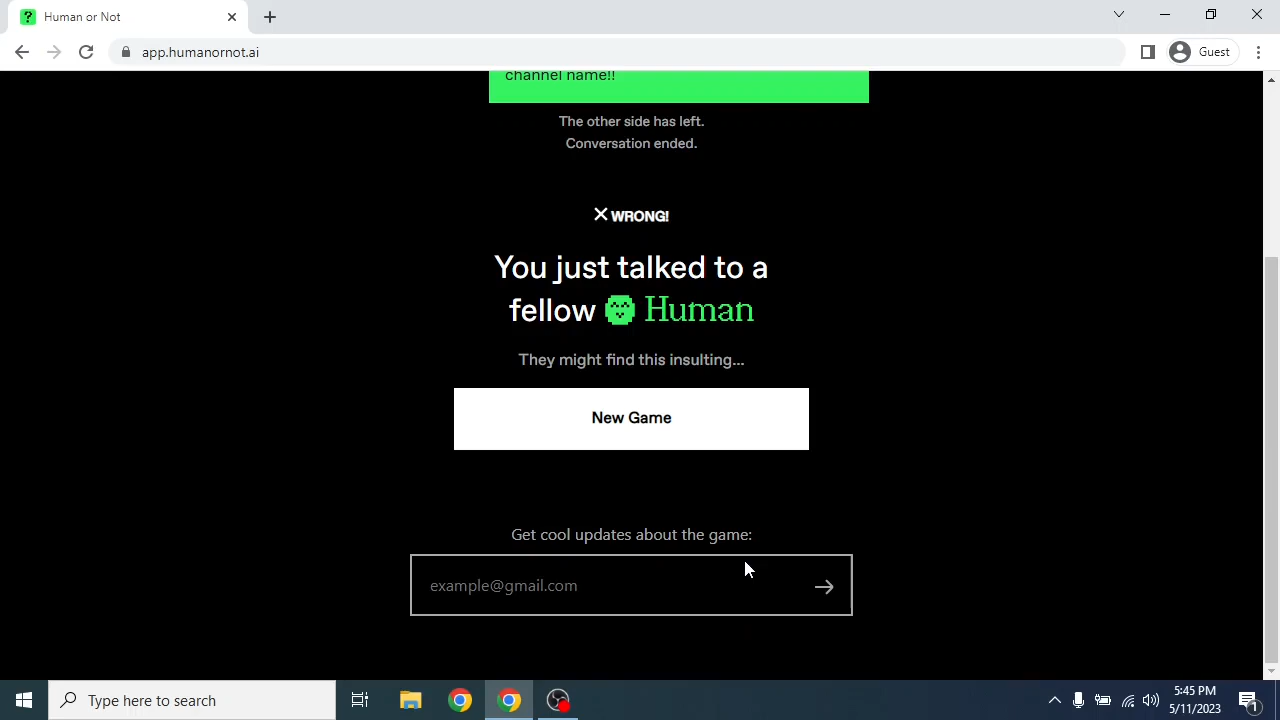 Human or Not
app.humanornot.ai
Guest
channel name!!
The other side has left.
Conversation ended.
WRONG!
You just talked to a
fellow Human
They might find this insulting...
New Game
Get cool updates about the game:
example@gmail.com
Type here to search
5:45 PM
5/11/2023
1